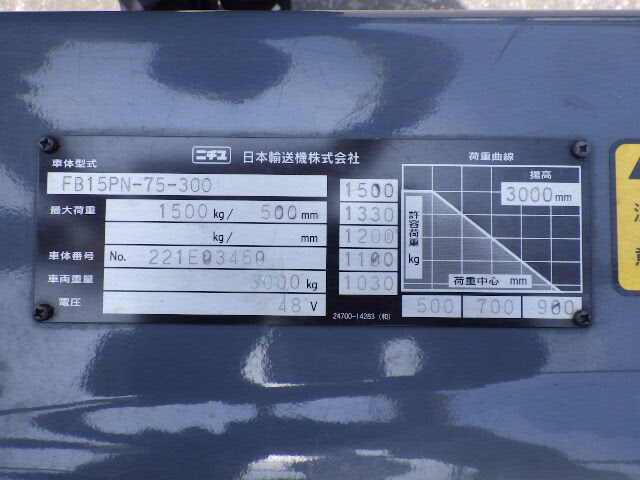 ニチユ 日本輸送機株式会社
車体型式
FB15PN-75-300
最大荷重 1500 kg/ 500 mm
kg/ mm
車体番号 No. 221E03460
車両重量 3000 kg
電圧 48 V
荷重曲線
揚高
3000 mm
1500
1330
1200
1100
1030
許容荷重
kg
荷重中心 mm
500 700 900
24700-14283 (和)